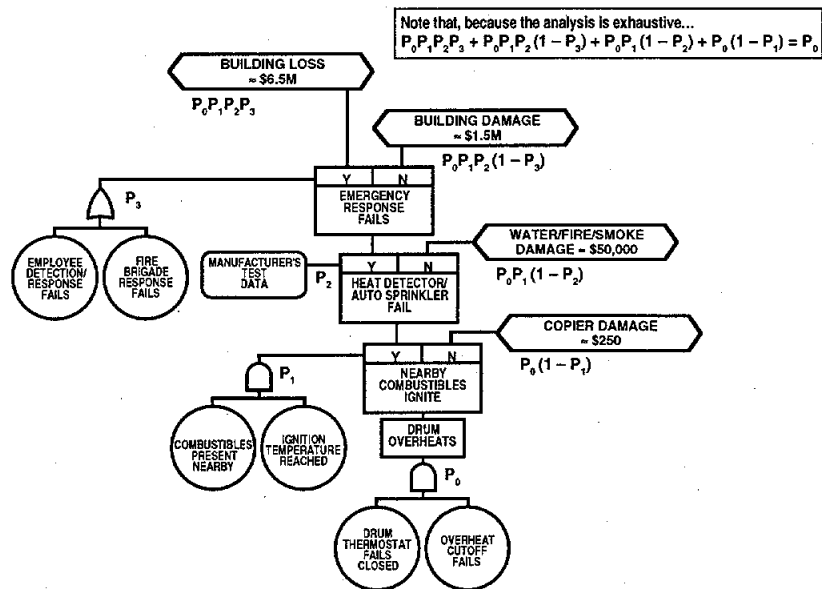 Note that, because the analysis is exhaustive...
P₀P₁P₂P₃ + P₀P₁P₂ (1 – P₃) + P₀P₁ (1 – P₂) + P₀ (1 – P₁) = P₀
BUILDING LOSS
≈ $6.5M
P₀P₁P₂P₃
BUILDING DAMAGE
≈ $1.5M
P₀P₁P₂ (1 – P₃)
Y N
EMERGENCY
RESPONSE
FAILS
P₃
EMPLOYEE
DETECTION/
RESPONSE
FAILS
FIRE
BRIGADE
RESPONSE
FAILS
WATER/FIRE/SMOKE
DAMAGE ≈ $50,000
P₀P₁ (1 – P₂)
MANUFACTURER'S
TEST
DATA
P₂
Y N
HEAT DETECTOR/
AUTO SPRINKLER
FAIL
COPIER DAMAGE
≈ $250
P₀ (1 – P₁)
Y N
NEARBY
COMBUSTIBLES
IGNITE
P₁
COMBUSTIBLES
PRESENT
NEARBY
IGNITION
TEMPERATURE
REACHED
DRUM
OVERHEATS
P₀
DRUM
THERMOSTAT
FAILS
CLOSED
OVERHEAT
CUTOFF
FAILS